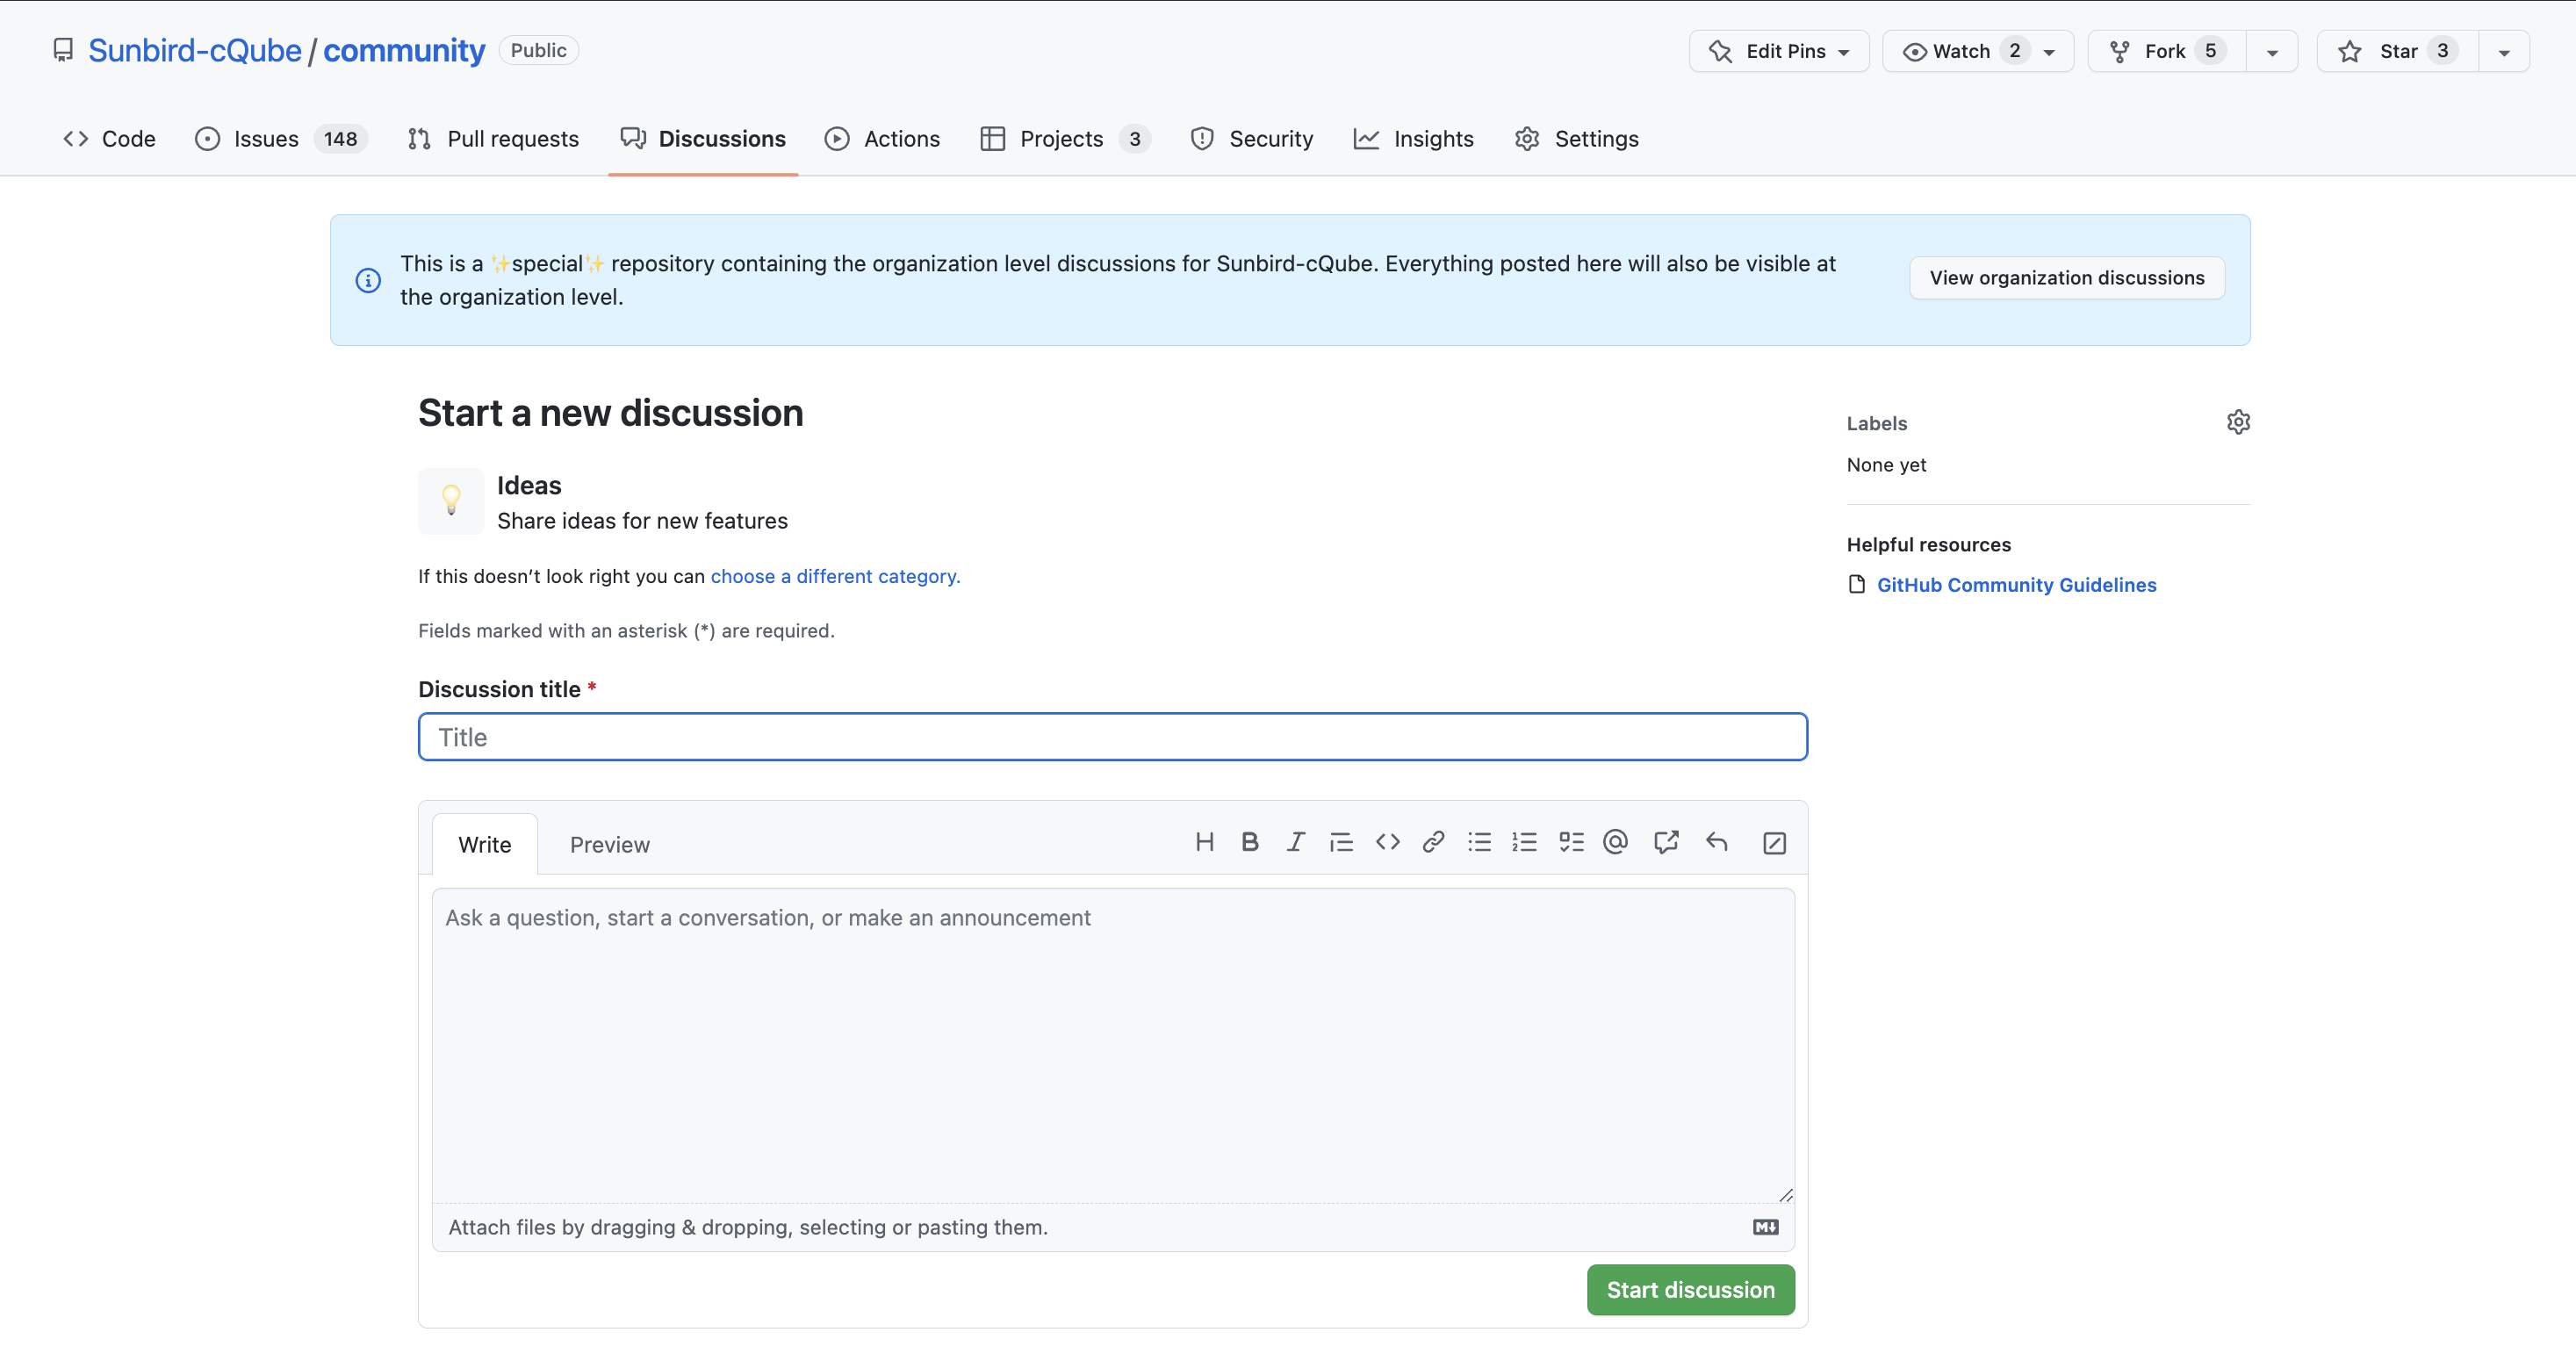 Sunbird-cQube / community Public Edit Pins Watch 2 Fork 5 Star 3
Code Issues 148 Pull requests Discussions Actions Projects 3 Security Insights Settings
This is a ✨special✨ repository containing the organization level discussions for Sunbird-cQube. Everything posted here will also be visible at
the organization level.
View organization discussions
Start a new discussion
Ideas
Share ideas for new features
If this doesn’t look right you can choose a different category.
Fields marked with an asterisk (*) are required.
Discussion title *
Title
Write Preview
Ask a question, start a conversation, or make an announcement
Attach files by dragging & dropping, selecting or pasting them.
Start discussion
Labels
None yet
Helpful resources
GitHub Community Guidelines